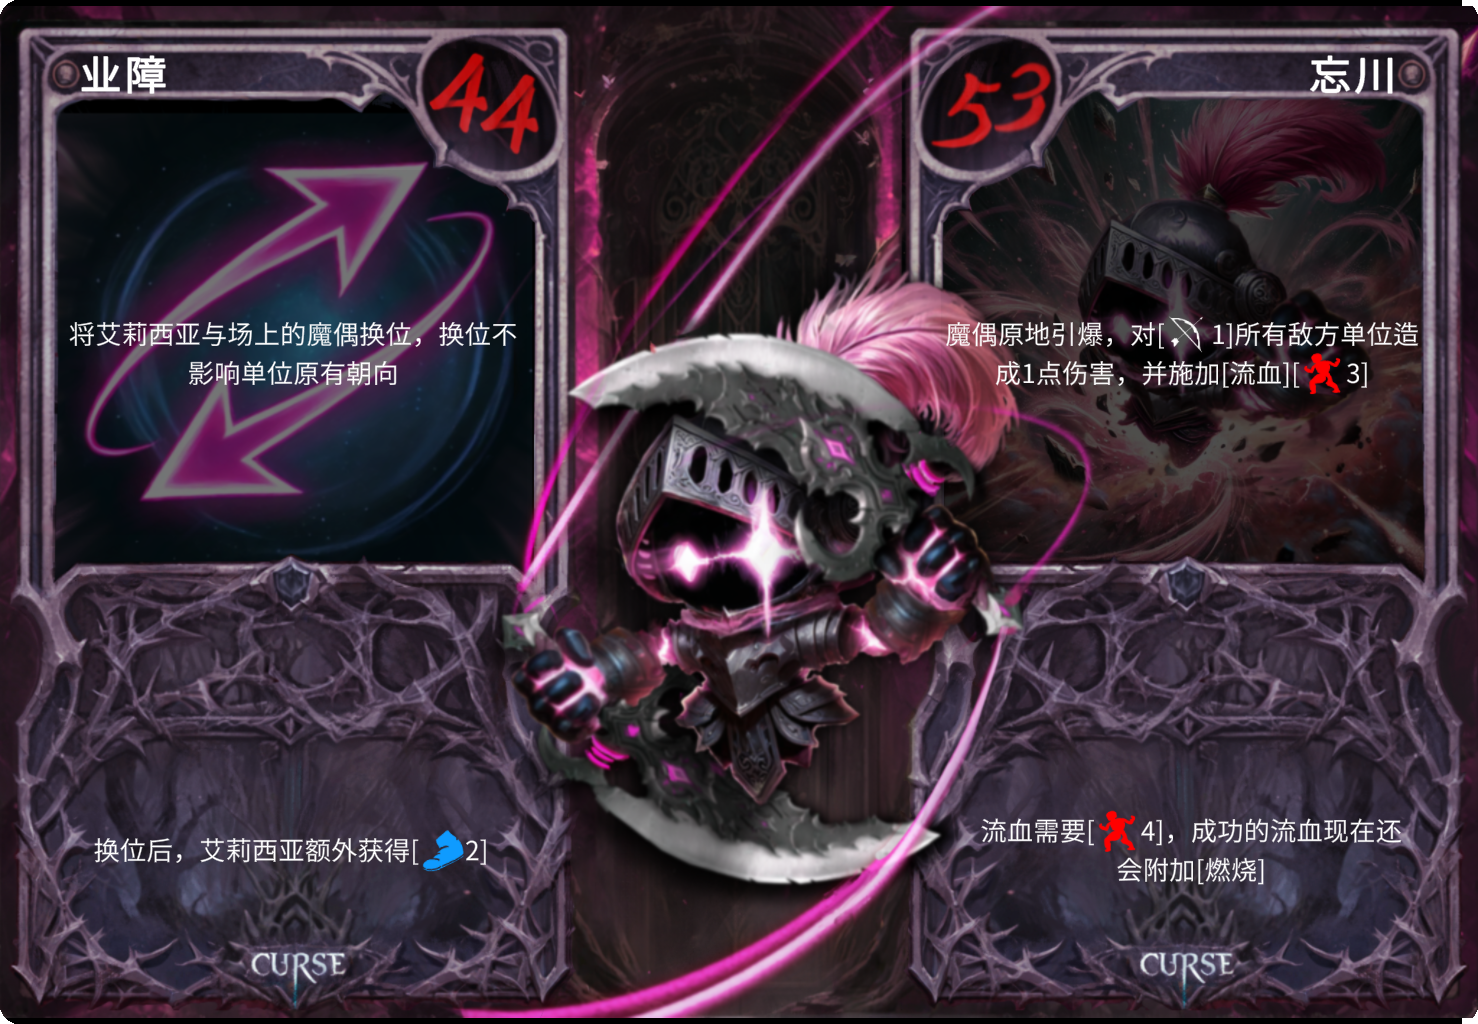 业障
44
将艾莉西亚与场上的魔偶换位，换位不
影响单位原有朝向
换位后，艾莉西亚额外获得[2]
CURSE
53
忘川
魔偶原地引爆，对[1]所有敌方单位造
成1点伤害，并施加[流血][3]
流血需要[4]，成功的流血现在还
会附加[燃烧]
CURSE